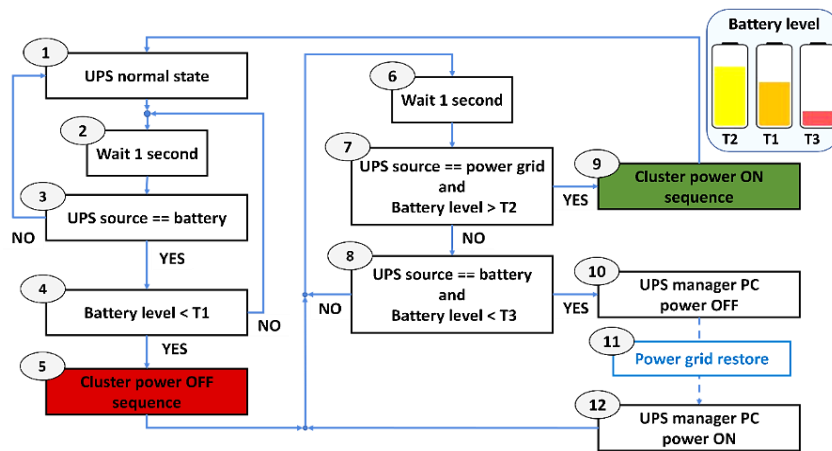 Battery level
T2
T1
T3
1
UPS normal state
2
Wait 1 second
3
UPS source == battery
NO
YES
4
Battery level < T1
NO
YES
5
Cluster power OFF
sequence
6
Wait 1 second
7
UPS source == power grid
and
Battery level > T2
YES
NO
8
UPS source == battery
and
Battery level < T3
NO
YES
9
Cluster power ON
sequence
10
UPS manager PC
power OFF
11
Power grid restore
12
UPS manager PC
power ON